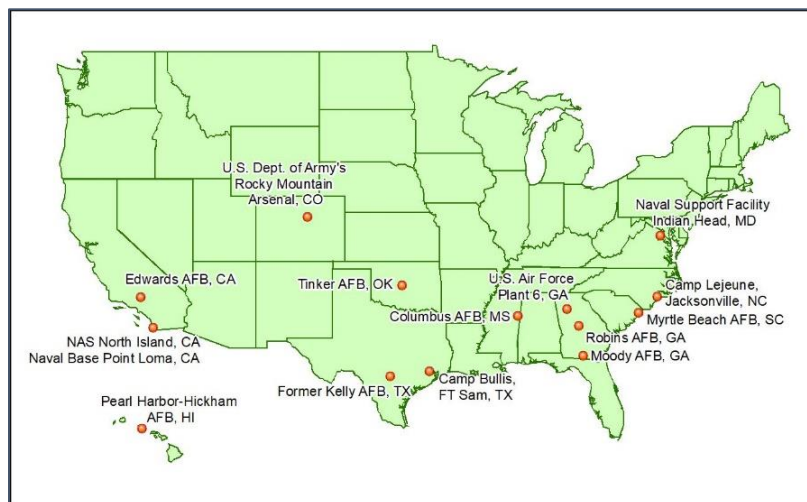 U.S. Dept. of Army's
Rocky Mountain
Arsenal, CO
Naval Support Facility
Indian Head, MD
Edwards AFB, CA
Tinker AFB, OK
U.S. Air Force
Plant 6, GA
Camp Lejeune,
Jacksonville, NC
Columbus AFB, MS
Myrtle Beach AFB, SC
NAS North Island, CA
Naval Base Point Loma, CA
Robins AFB, GA
Moody AFB, GA
Former Kelly AFB, TX
Camp Bullis,
FT Sam, TX
Pearl Harbor-Hickham
AFB, HI